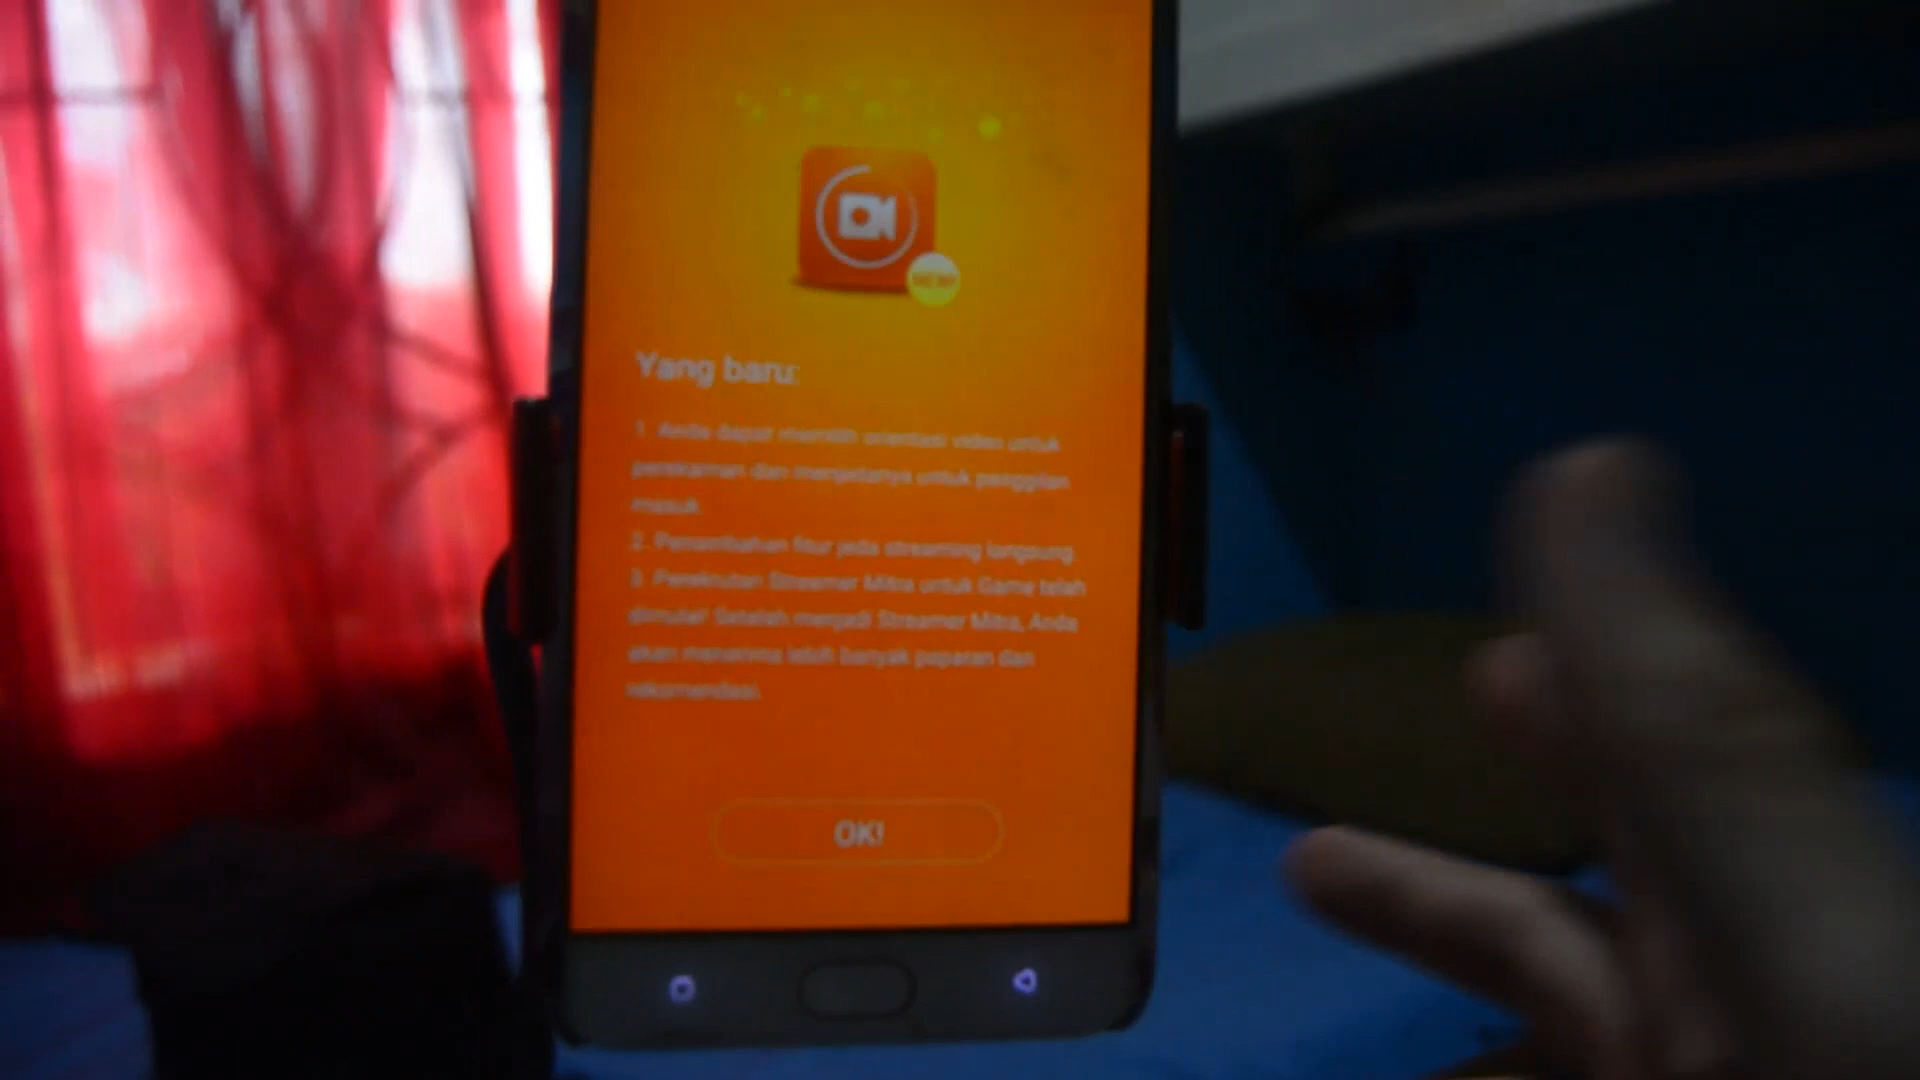 NEW!
Yang baru:
1. Anda dapat memilih orientasi video untuk
perekaman dan menjedanya untuk panggilan
masuk.
2. Penambahan fitur jeda streaming langsung.
3. Perekrutan Streamer Mitra untuk Game telah
dimulai! Setelah menjadi Streamer Mitra, Anda
akan menerima lebih banyak paparan dan
rekomendasi.
OK!